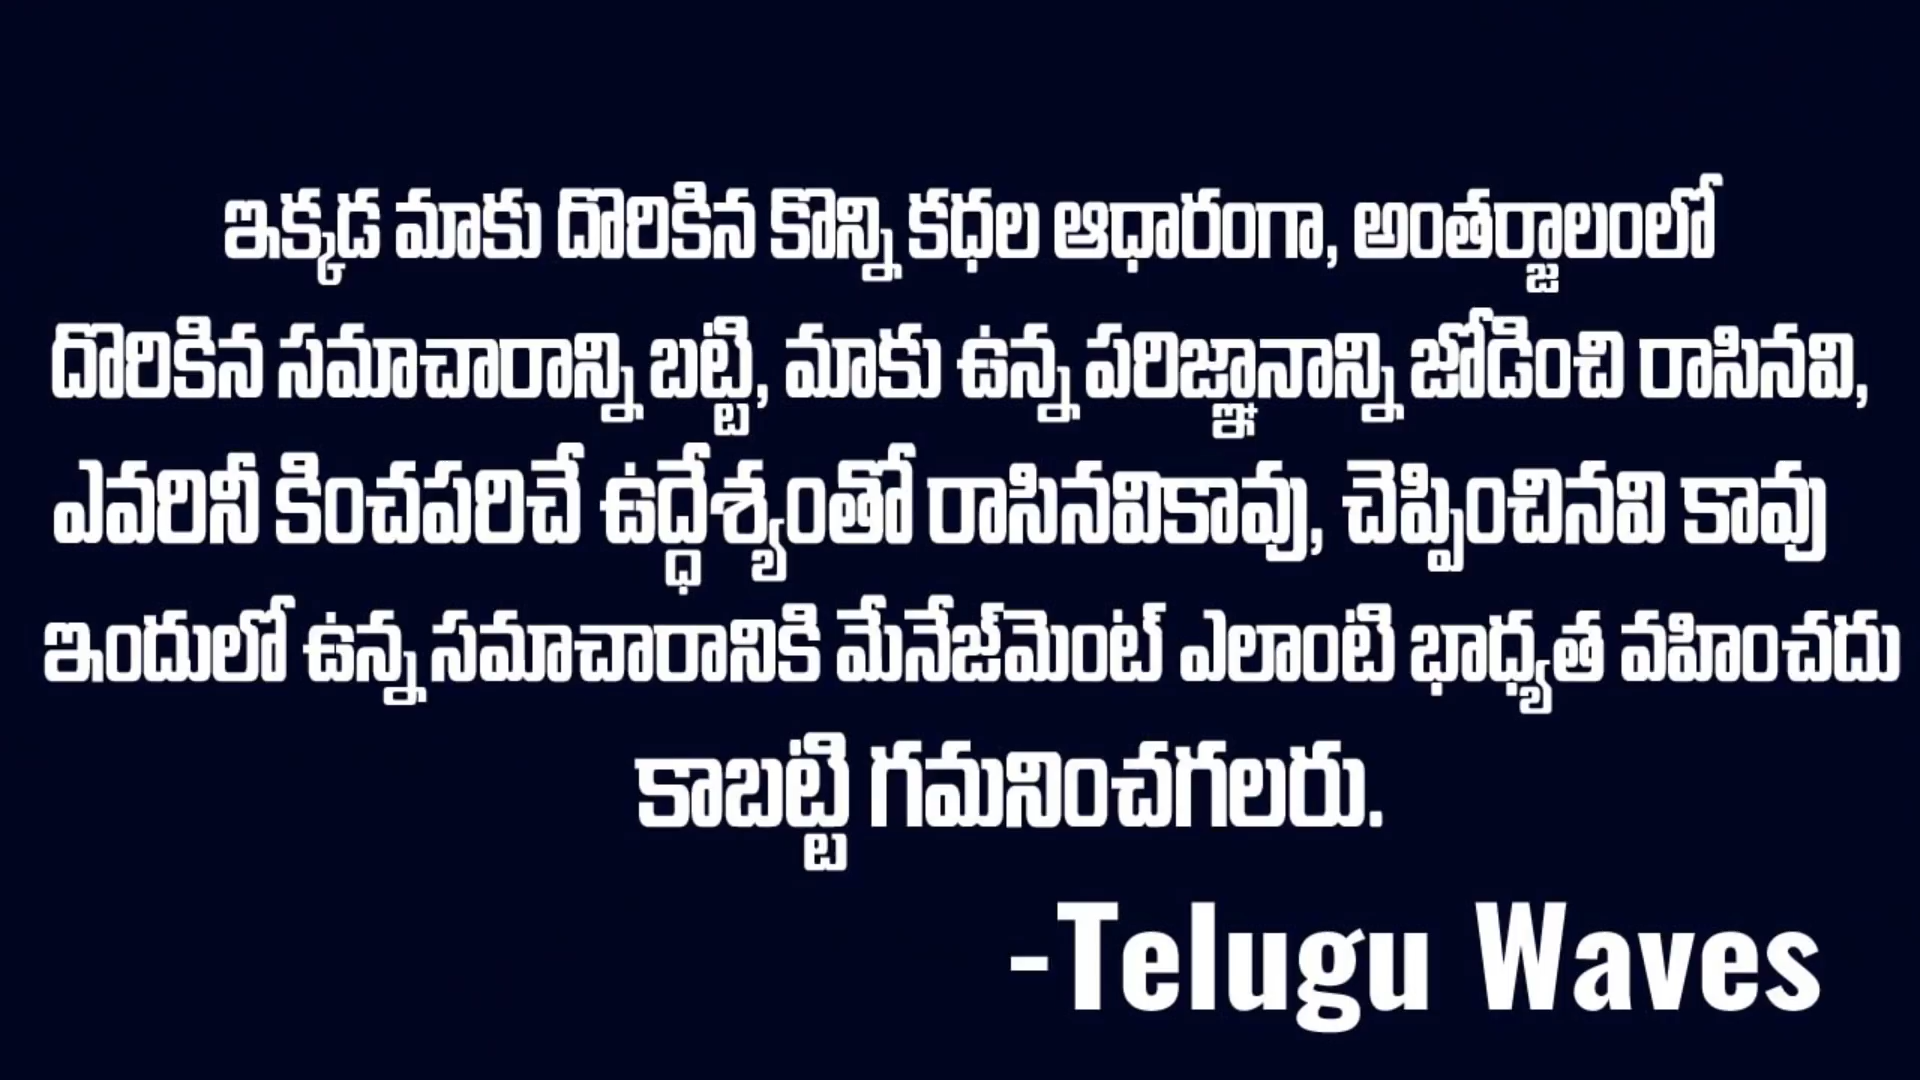 ఇక్కడ మాకు దొరికిన కొన్ని కధల ఆధారంగా, అంతర్జాలంలో
దొరికిన సమాచారాన్ని బట్టి, మాకు ఉన్న పరిజ్ఞానాన్ని జోడించి రాసినవి,
ఎవరినీ కించపరిచే ఉద్ధేశ్యంతో రాసినవికావు, చెప్పించినవి కావు
ఇందులో ఉన్న సమాచారానికి మేనేజ్‌మెంట్ ఎలాంటి భాధ్యత వహించదు
కాబట్టి గమనించగలరు.
-Telugu Waves